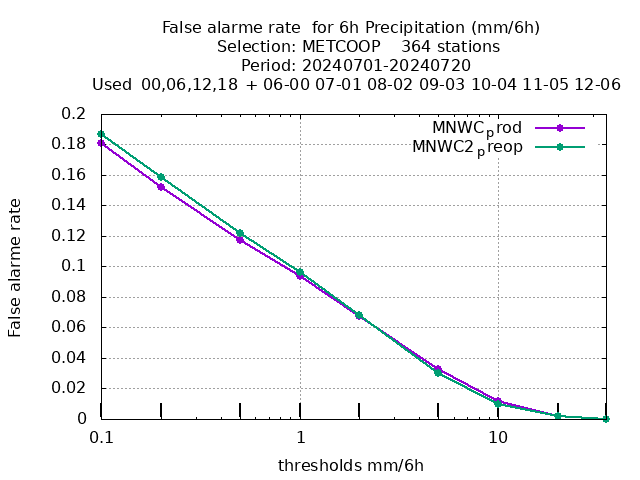 False alarme rate  for 6h Precipitation (mm/6h)
Selection: METCOOP    364 stations
Period: 20240701-20240720
Used  00,06,12,18  + 06-00 07-01 08-02 09-03 10-04 11-05 12-06
MNWCprod
MNWC2preop
0.2
0.18
0.16
0.14
0.12
0.1
0.08
0.06
0.04
0.02
0
False alarme rate
0.1 1 10
thresholds mm/6h